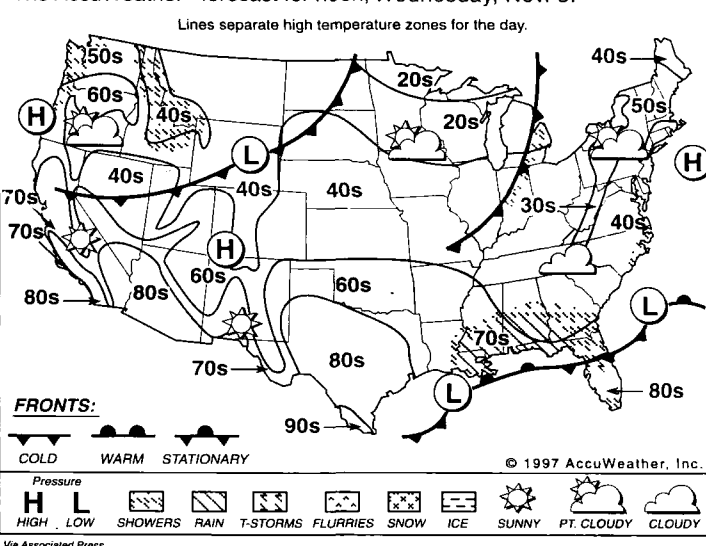 Lines separate high temperature zones for the day.
50s
40s
60s
20s
H
40s
20s
50s
L
H
40s
40s
40s
70s
30s
40s
70s
H
60s
60s
80s
80s
L
70s
70s
80s
L
80s
90s
FRONTS:
COLD WARM STATIONARY
© 1997 AccuWeather, Inc.
Pressure
H L
HIGH LOW SHOWERS RAIN T-STORMS FLURRIES SNOW ICE SUNNY PT. CLOUDY CLOUDY
Via Associated Press